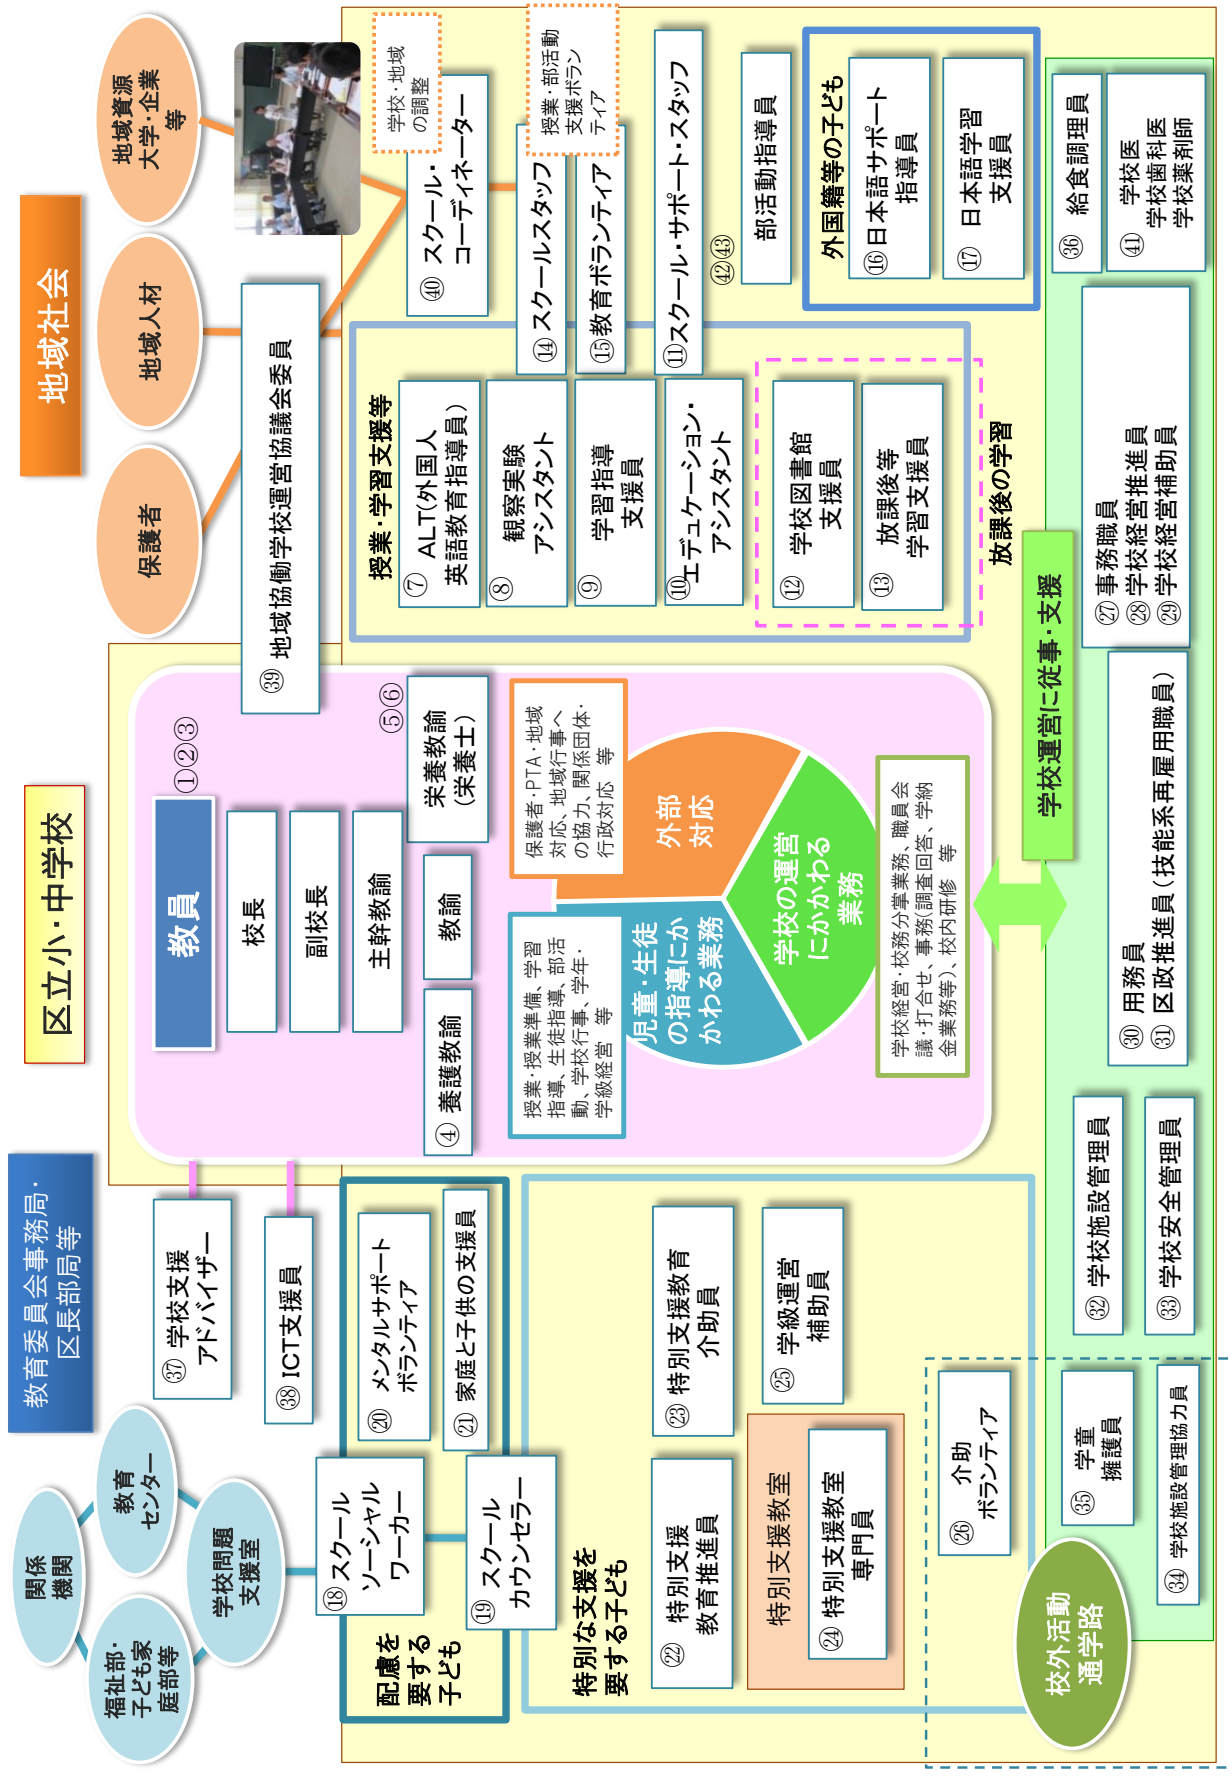 教育委員会事務局・
区長部局等
区立小・中学校
地域社会
関係
機関
教育
センター
福祉部・
子ども家
庭部等
学校問題
支援室
保護者
地域人材
地域資源
大学・企業
等
㊲ 学校支援
アドバイザー
㊳ ICT支援員
⑱ スクール
ソーシャル
ワーカー
⑲ スクール
カウンセラー
⑳ メンタルサポート
ボランティア
㉑ 家庭と子供の支援員
配慮を
要する
子ども
特別な支援を
要する子ども
㉒ 特別支援
教育推進員
㉓ 特別支援教育
介助員
特別支援教室
㉔ 特別支援教室
専門員
㉕ 学級運営
補助員
㉖ 介助
ボランティア
校外活動
通学路
教員
①②③
校長
副校長
主幹教諭
④ 養護教諭
教諭
⑤⑥
栄養教諭
(栄養士)
授業・授業準備、学習
指導、生徒指導、部活
動、学校行事、学年・
学級経営 等
保護者・PTA・地域
対応、地域行事へ
の協力、関係団体・
行政対応 等
児童・生徒
の指導にか
かわる業務
外部
対応
学校の運営
にかかわる
業務
学校経営・校務分掌業務、職員会
議・打合せ、事務(調査回答、学納
金業務等)、校内研修 等
㊴ 地域協働学校運営協議会委員
学校・地域
の調整
㊵ スクール・
コーディネーター
授業・部活動
支援ボラン
ティア
⑭ スクールスタッフ
⑮ 教育ボランティア
⑪ スクール・サポート・スタッフ
㊷㊸
部活動指導員
授業・学習支援等
⑦ ALT(外国人
英語教育指導員)
⑧ 観察実験
アシスタント
⑨ 学習指導
支援員
⑩ エデュケーション・
アシスタント
⑫ 学校図書館
支援員
⑬ 放課後等
学習支援員
放課後の学習
外国籍等の子ども
⑯ 日本語サポート
指導員
⑰ 日本語学習
支援員
学校運営に従事・支援
㉗ 事務職員
㉘ 学校経営推進員
㉙ 学校経営補助員
㉚ 用務員
㉛ 区政推進員(技能系再雇用職員)
㉜ 学校施設管理員
㉝ 学校安全管理員
㉞ 学校施設管理協力員
㉟ 学童
擁護員
㊱ 給食調理員
㊶ 学校医
学校歯科医
学校薬剤師